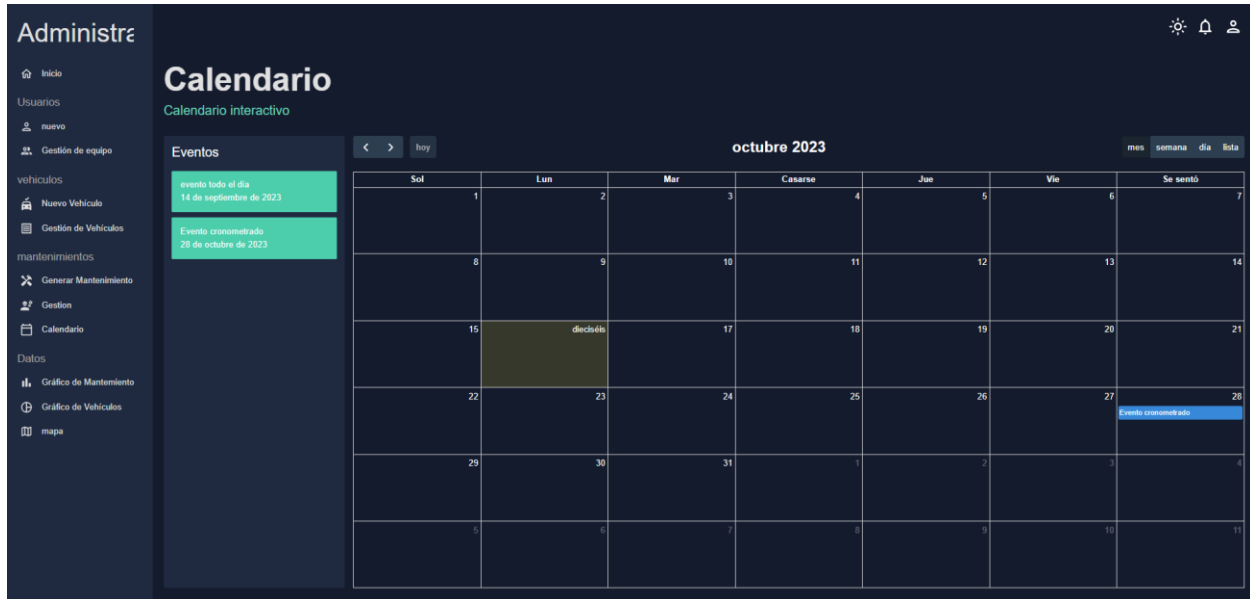 Administra
Inicio
Usuarios
nuevo
Gestión de equipo
vehiculos
Nuevo Vehículo
Gestión de Vehículos
mantenimientos
Generar Mantenimiento
Gestion
Calendario
Datos
Gráfico de Mantemiento
Gráfico de Vehículos
mapa
Calendario
Calendario interactivo
Eventos
evento todo el día
14 de septiembre de 2023
Evento cronometrado
28 de octubre de 2023
hoy
octubre 2023
mes semana día lista
Sol Lun Mar Casarse Jue Vie Se sentó
1 2 3 4 5 6 7
8 9 10 11 12 13 14
15 dieciséis 17 18 19 20 21
22 23 24 25 26 27 28
Evento cronometrado
29 30 31 1 2 3 4
5 6 7 8 9 10 11